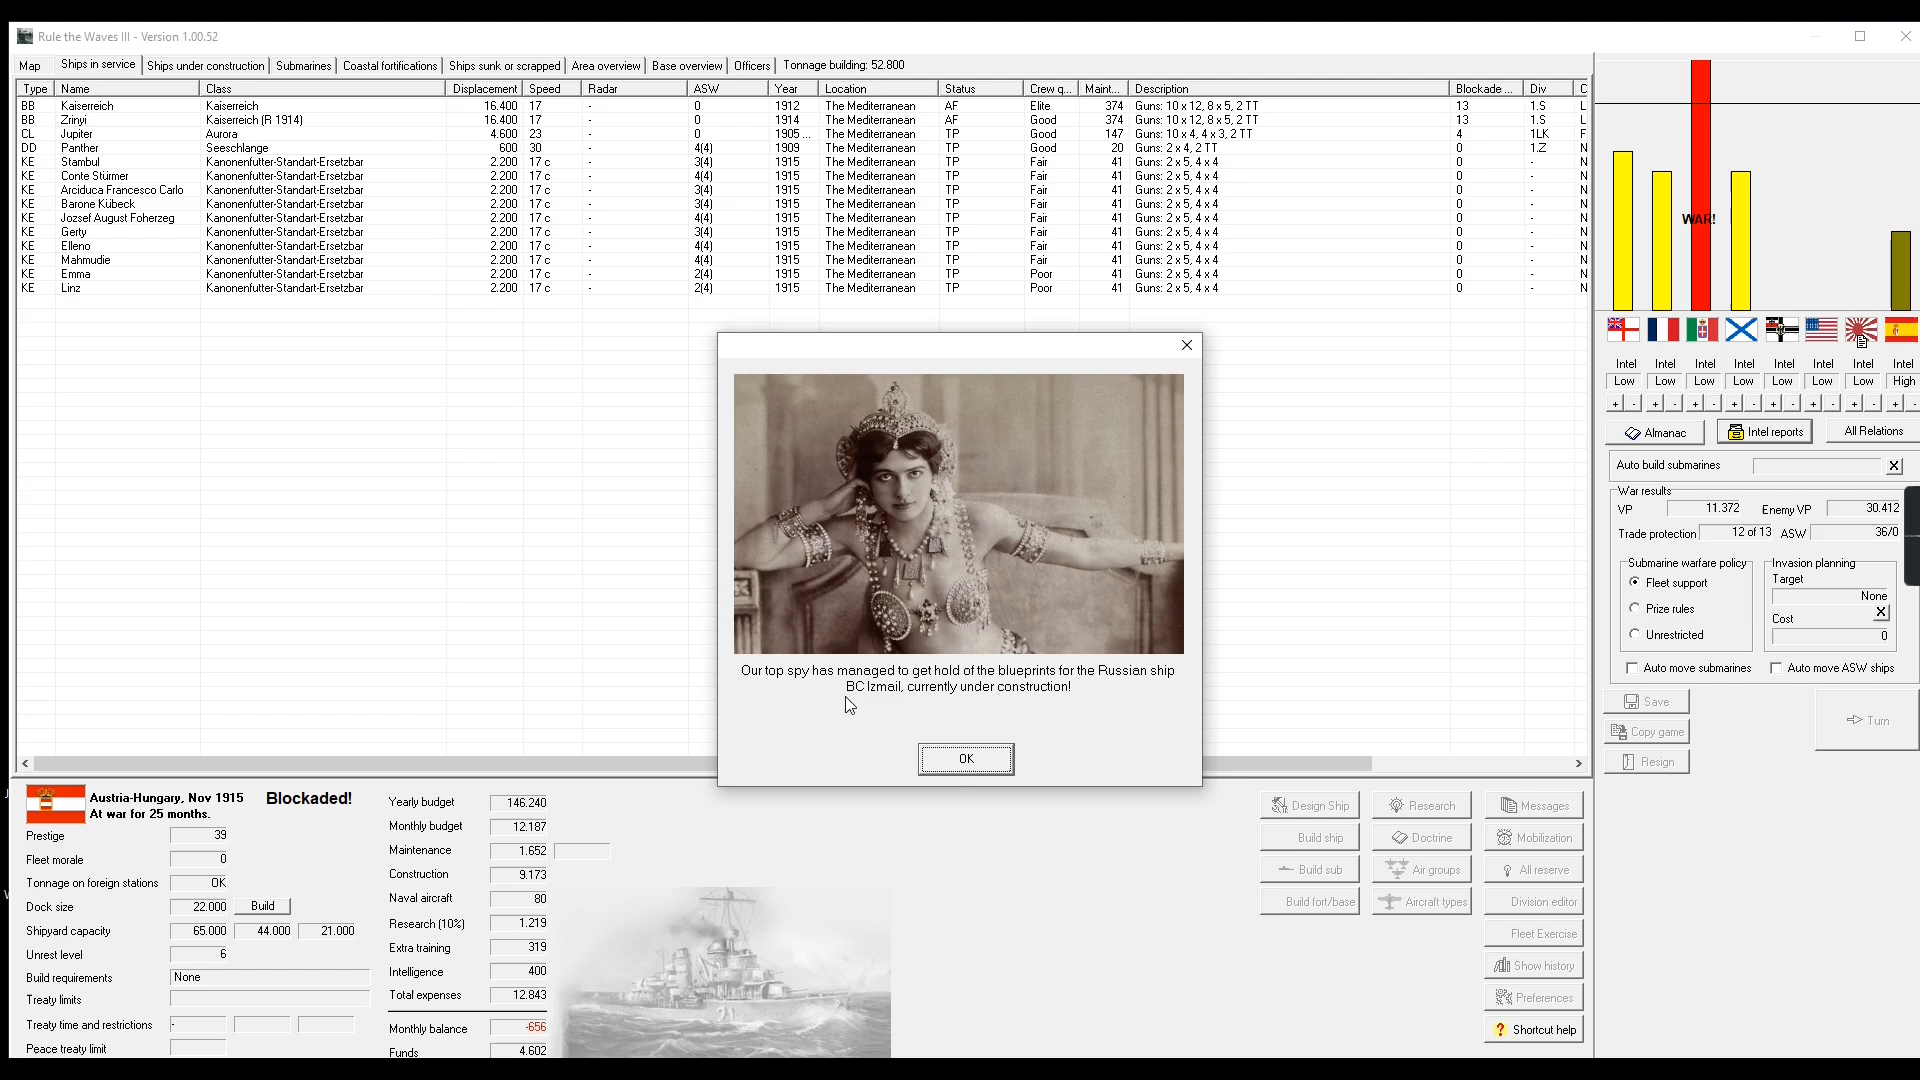 Rule the Waves III - Version 1.00.52
Map Ships in service Ships under construction Submarines Coastal fortifications Ships sunk or scrapped Area overview Base overview Officers Tonnage building: 52.800
Type Name Class Displacement Speed Radar ASW Year Location Status Crew q... Maint... Description Blockade ... Div C
BB Kaiserreich Kaiserreich 16.400 17 - 0 1912 The Mediterranean AF Elite 374 Guns: 10 x 12, 8 x 5, 2 TT 13 1.S L
BB Zrinyi Kaiserreich (R 1914) 16.400 17 - 0 1914 The Mediterranean AF Good 374 Guns: 10 x 12, 8 x 5, 2 TT 13 1.S L
CL Jupiter Aurora 4.600 23 - 0 1905 ... The Mediterranean TP Good 147 Guns: 10 x 4, 4 x 3, 2 TT 4 1LK F
DD Panther Seeschlange 600 30 - 4(4) 1909 The Mediterranean TP Good 20 Guns: 2 x 4, 2 TT 0 1.Z N
KE Stambul Kanonenfutter-Standart-Ersetzbar 2.200 17 c - 3(4) 1915 The Mediterranean TP Fair 41 Guns: 2 x 5, 4 x 4 0 - N
KE Conte Stürmer Kanonenfutter-Standart-Ersetzbar 2.200 17 c - 4(4) 1915 The Mediterranean TP Fair 41 Guns: 2 x 5, 4 x 4 0 - N
KE Arciduca Francesco Carlo Kanonenfutter-Standart-Ersetzbar 2.200 17 c - 3(4) 1915 The Mediterranean TP Fair 41 Guns: 2 x 5, 4 x 4 0 - N
KE Barone Kübeck Kanonenfutter-Standart-Ersetzbar 2.200 17 c - 3(4) 1915 The Mediterranean TP Fair 41 Guns: 2 x 5, 4 x 4 0 - N
KE Jozsef August Foherzeg Kanonenfutter-Standart-Ersetzbar 2.200 17 c - 4(4) 1915 The Mediterranean TP Fair 41 Guns: 2 x 5, 4 x 4 0 - N
KE Gerty Kanonenfutter-Standart-Ersetzbar 2.200 17 c - 3(4) 1915 The Mediterranean TP Fair 41 Guns: 2 x 5, 4 x 4 0 - N
KE Elleno Kanonenfutter-Standart-Ersetzbar 2.200 17 c - 4(4) 1915 The Mediterranean TP Fair 41 Guns: 2 x 5, 4 x 4 0 - N
KE Mahmudie Kanonenfutter-Standart-Ersetzbar 2.200 17 c - 4(4) 1915 The Mediterranean TP Fair 41 Guns: 2 x 5, 4 x 4 0 - N
KE Emma Kanonenfutter-Standart-Ersetzbar 2.200 17 c - 2(4) 1915 The Mediterranean TP Poor 41 Guns: 2 x 5, 4 x 4 0 - N
KE Linz Kanonenfutter-Standart-Ersetzbar 2.200 17 c - 2(4) 1915 The Mediterranean TP Poor 41 Guns: 2 x 5, 4 x 4 0 - N
WAR!
Intel Intel Intel Intel Intel Intel Intel Intel
Low Low Low Low Low Low Low High
+ - + - + - + - + - + - + - + -
Almanac Intel reports All Relations
Auto build submarines X
War results
VP 11.372 Enemy VP 30.412
Trade protection 12 of 13 ASW 36/0
Submarine warfare policy
Fleet support
Prize rules
Unrestricted
Invasion planning
Target
None
Cost X
0
Auto move submarines Auto move ASW ships
Save
Copy game
Resign
Turn
Our top spy has managed to get hold of the blueprints for the Russian ship
BC Izmail, currently under construction!
OK
Austria-Hungary, Nov 1915 Blockaded!
At war for 25 months.
Prestige 39
Fleet morale 0
Tonnage on foreign stations OK
Dock size 22.000 Build
Shipyard capacity 65.000 44.000 21.000
Unrest level 6
Build requirements None
Treaty limits
Treaty time and restrictions -
Peace treaty limit
Yearly budget 146.240
Monthly budget 12.187
Maintenance 1.652
Construction 9.173
Naval aircraft 80
Research (10%) 1.219
Extra training 319
Intelligence 400
Total expenses 12.843
Monthly balance -656
Funds 4.602
21
Design Ship Research Messages
Build ship Doctrine Mobilization
Build sub Air groups All reserve
Build fort/base Aircraft types Division editor
Fleet Exercise
Show history
Preferences
? Shortcut help